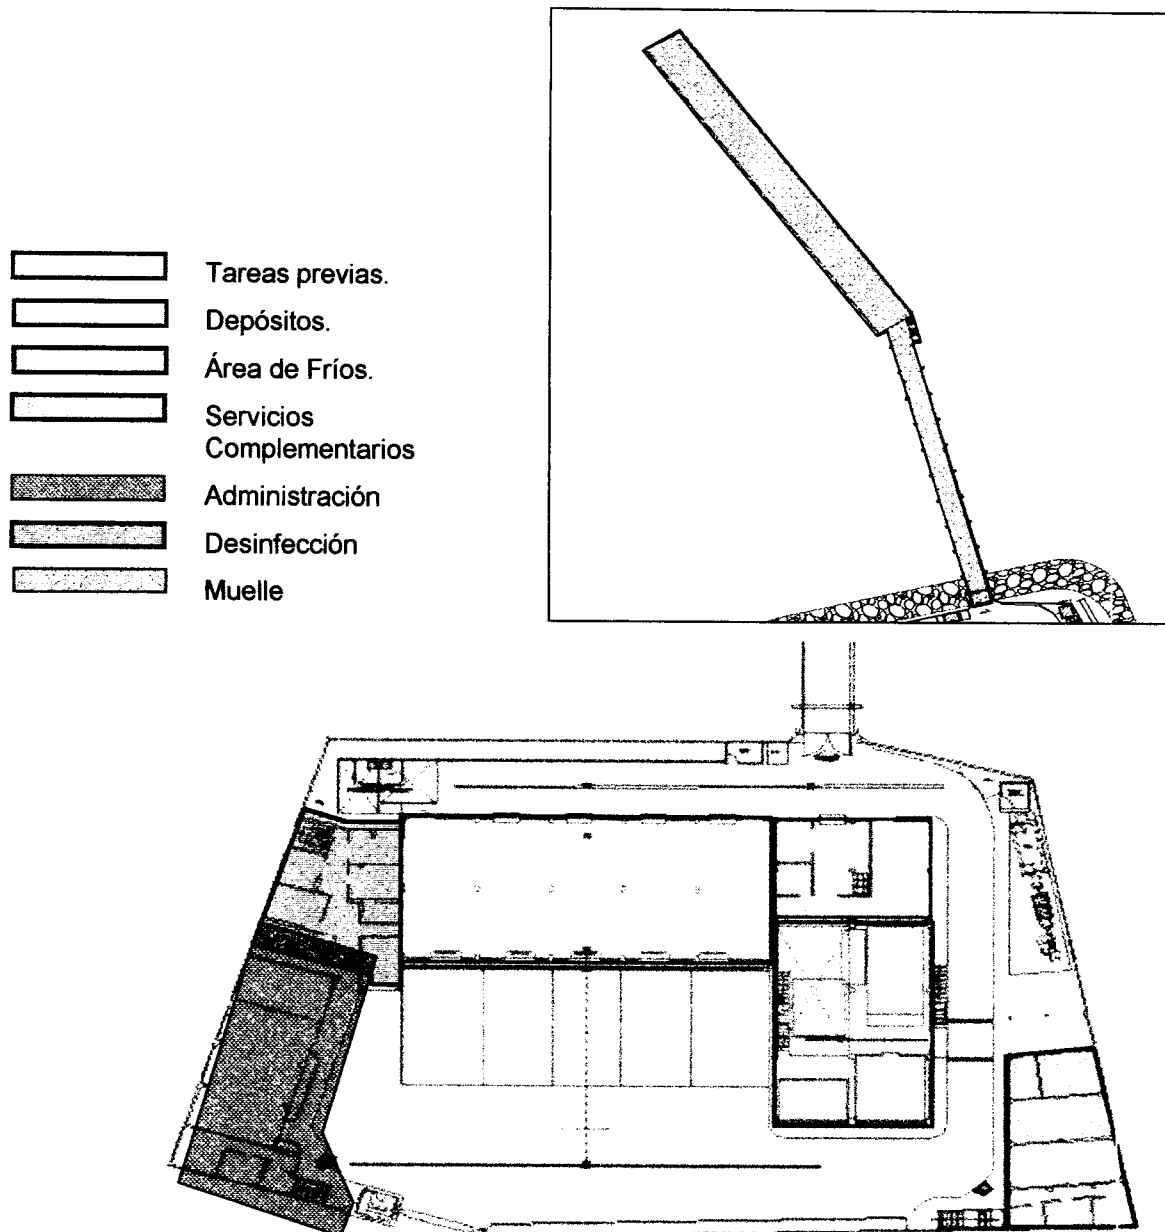 Tareas previas.
Depósitos.
Área de Fríos.
Servicios
Complementarios
Administración
Desinfección
Muelle